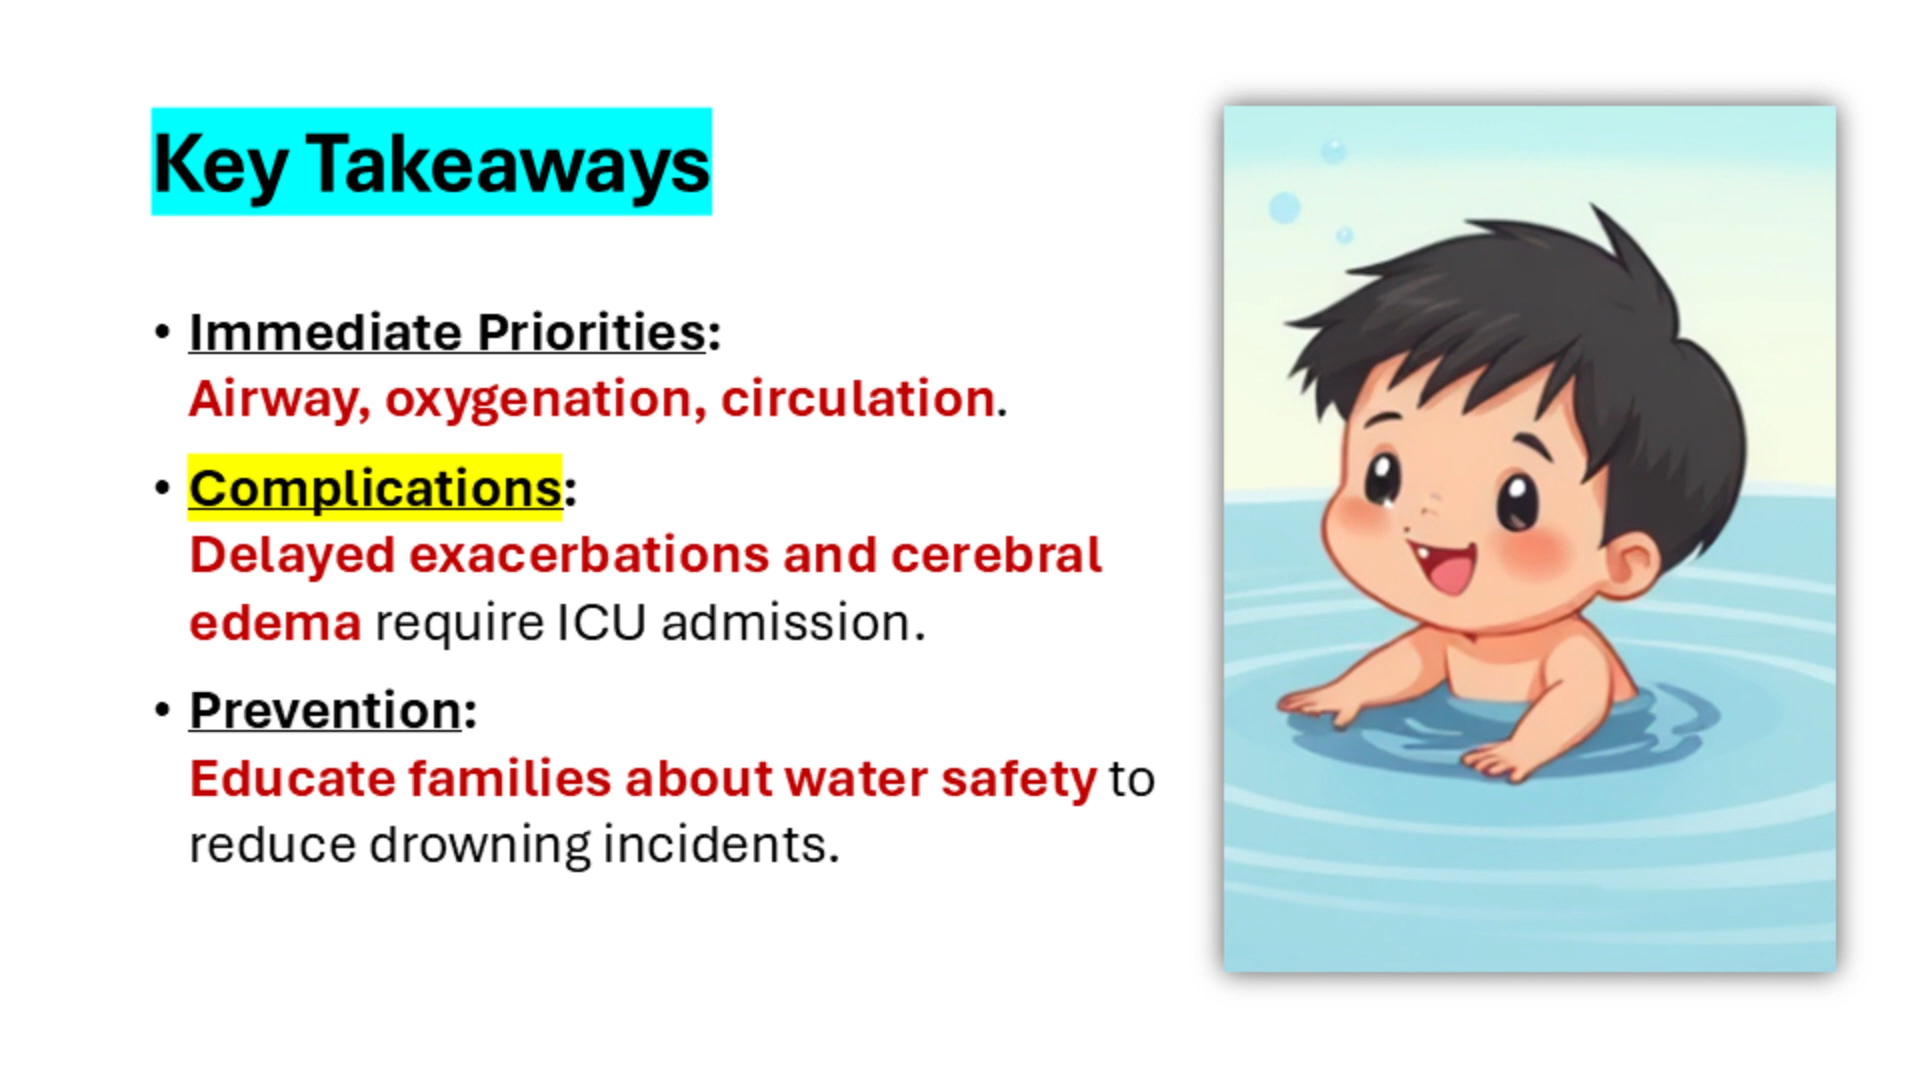 Key Takeaways
• Immediate Priorities:
Airway, oxygenation, circulation.
• Complications:
Delayed exacerbations and cerebral
edema require ICU admission.
• Prevention:
Educate families about water safety to
reduce drowning incidents.